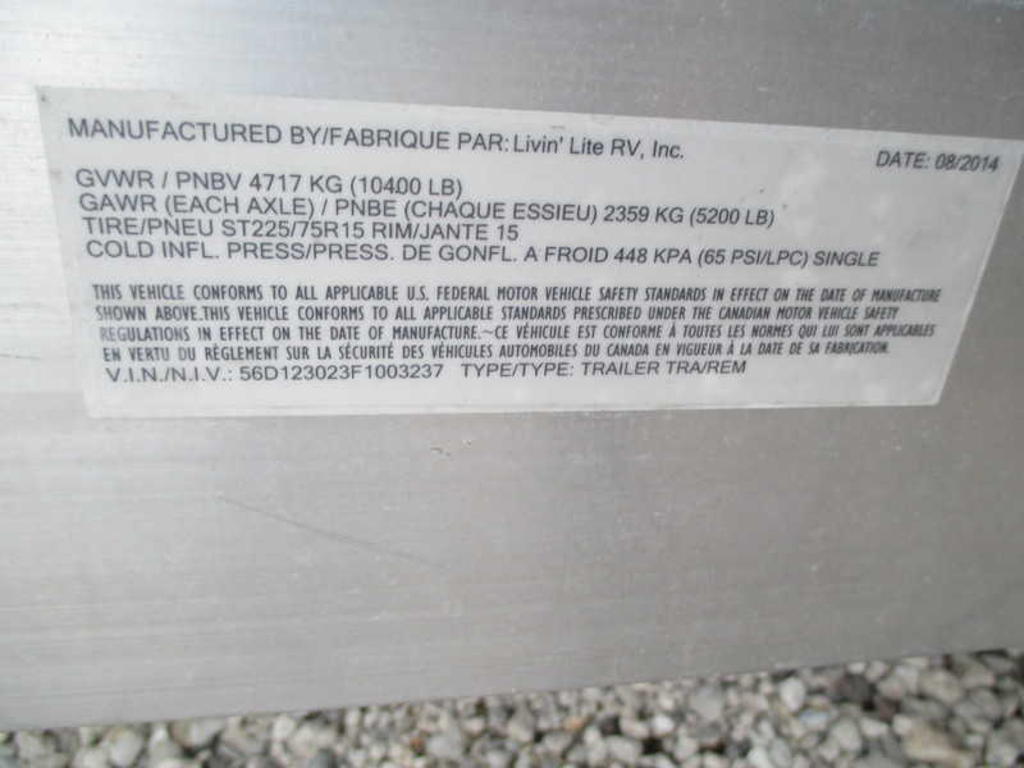 MANUFACTURED BY/FABRIQUE PAR: Livin' Lite RV, Inc.
DATE: 08/2014
GVWR / PNBV 4717 KG (10400 LB)
GAWR (EACH AXLE) / PNBE (CHAQUE ESSIEU) 2359 KG (5200 LB)
TIRE/PNEU ST225/75R15 RIM/JANTE 15
COLD INFL. PRESS/PRESS. DE GONFL. A FROID 448 KPA (65 PSI/LPC) SINGLE
THIS VEHICLE CONFORMS TO ALL APPLICABLE U.S. FEDERAL MOTOR VEHICLE SAFETY STANDARDS IN EFFECT ON THE DATE OF MANUFACTURE
SHOWN ABOVE.THIS VEHICLE CONFORMS TO ALL APPLICABLE STANDARDS PRESCRIBED UNDER THE CANADIAN MOTOR VEHICLE SAFETY
REGULATIONS IN EFFECT ON THE DATE OF MANUFACTURE.~CE VÉHICULE EST CONFORME À TOUTES LES NORMES QUI LUI SONT APPLICABLES
EN VERTU DU RÈGLEMENT SUR LA SÉCURITÉ DES VÉHICULES AUTOMOBILES DU CANADA EN VIGUEUR À LA DATE DE SA FABRICATION.
V.I.N./N.I.V.: 56D123023F1003237 TYPE/TYPE: TRAILER TRA/REM